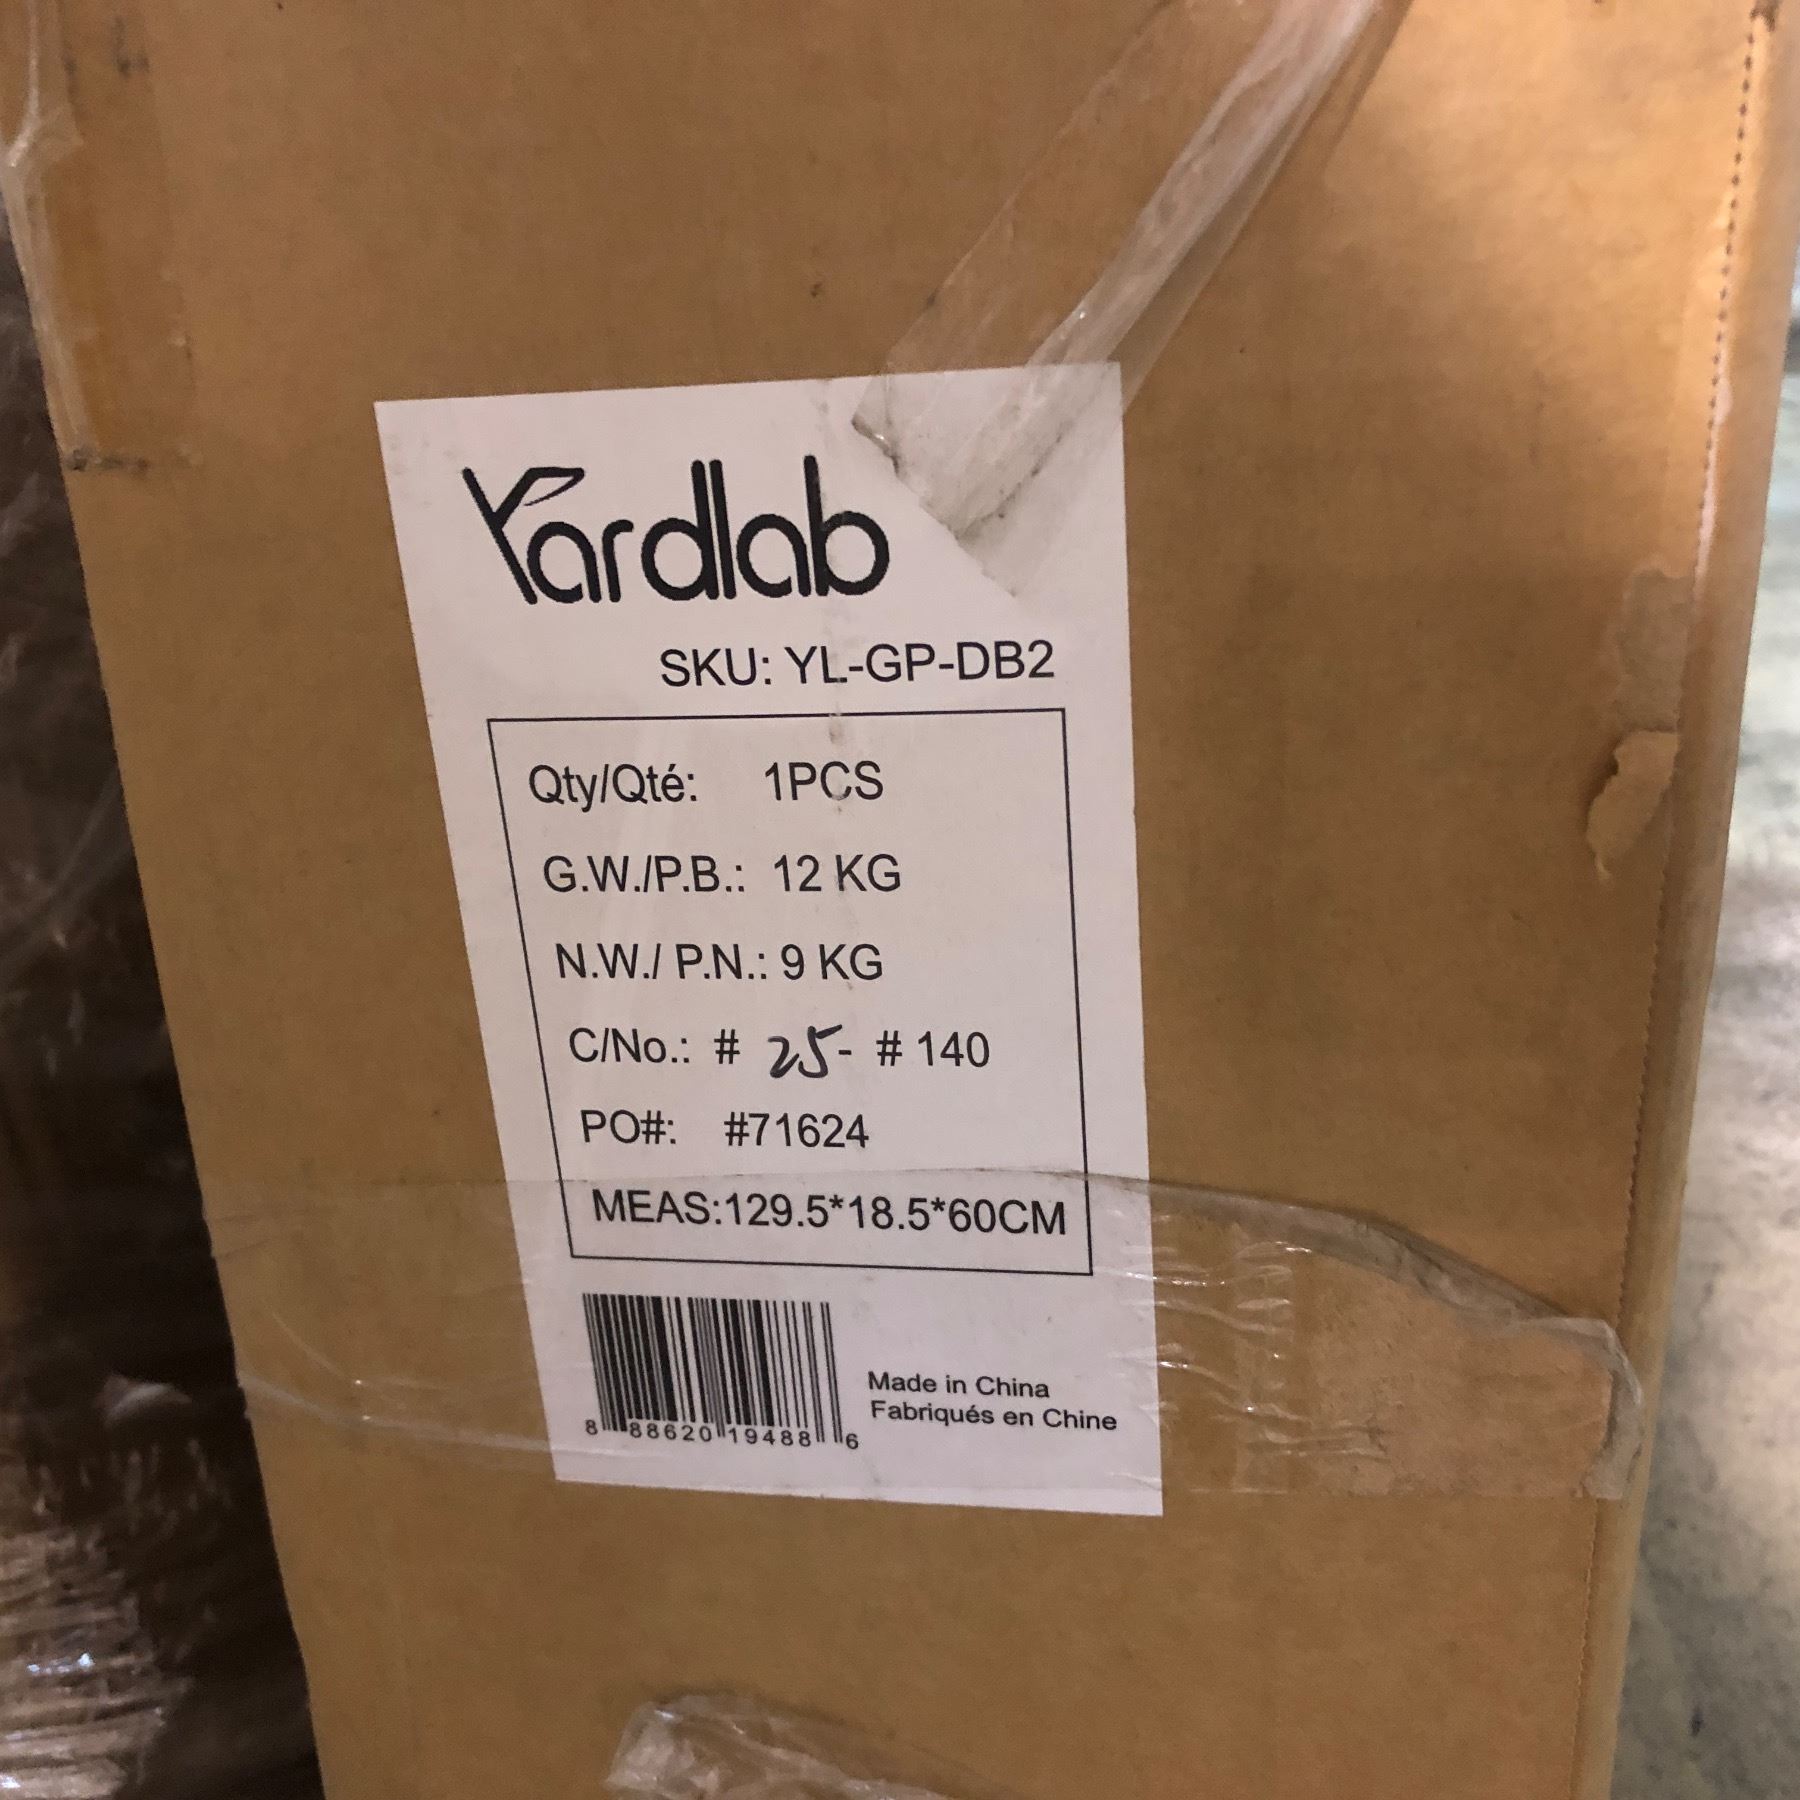 Yardlab
SKU: YL-GP-DB2
Qty/Qté: 1PCS
G.W./P.B.: 12 KG
N.W./ P.N.: 9 KG
C/No.: # 25- # 140
PO#: #71624
MEAS:129.5*18.5*60CM
Made in China
Fabriqués en Chine
8 88620 19488 6